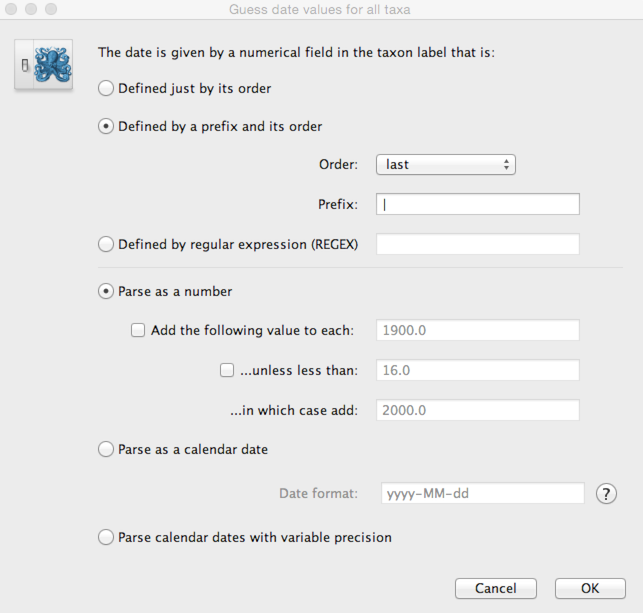 Guess date values for all taxa
The date is given by a numerical field in the taxon label that is:
Defined just by its order
Defined by a prefix and its order
Order: last
Prefix: |
Defined by regular expression (REGEX)
Parse as a number
Add the following value to each: 1900.0
...unless less than: 16.0
...in which case add: 2000.0
Parse as a calendar date
Date format: yyyy-MM-dd ?
Parse calendar dates with variable precision
Cancel OK